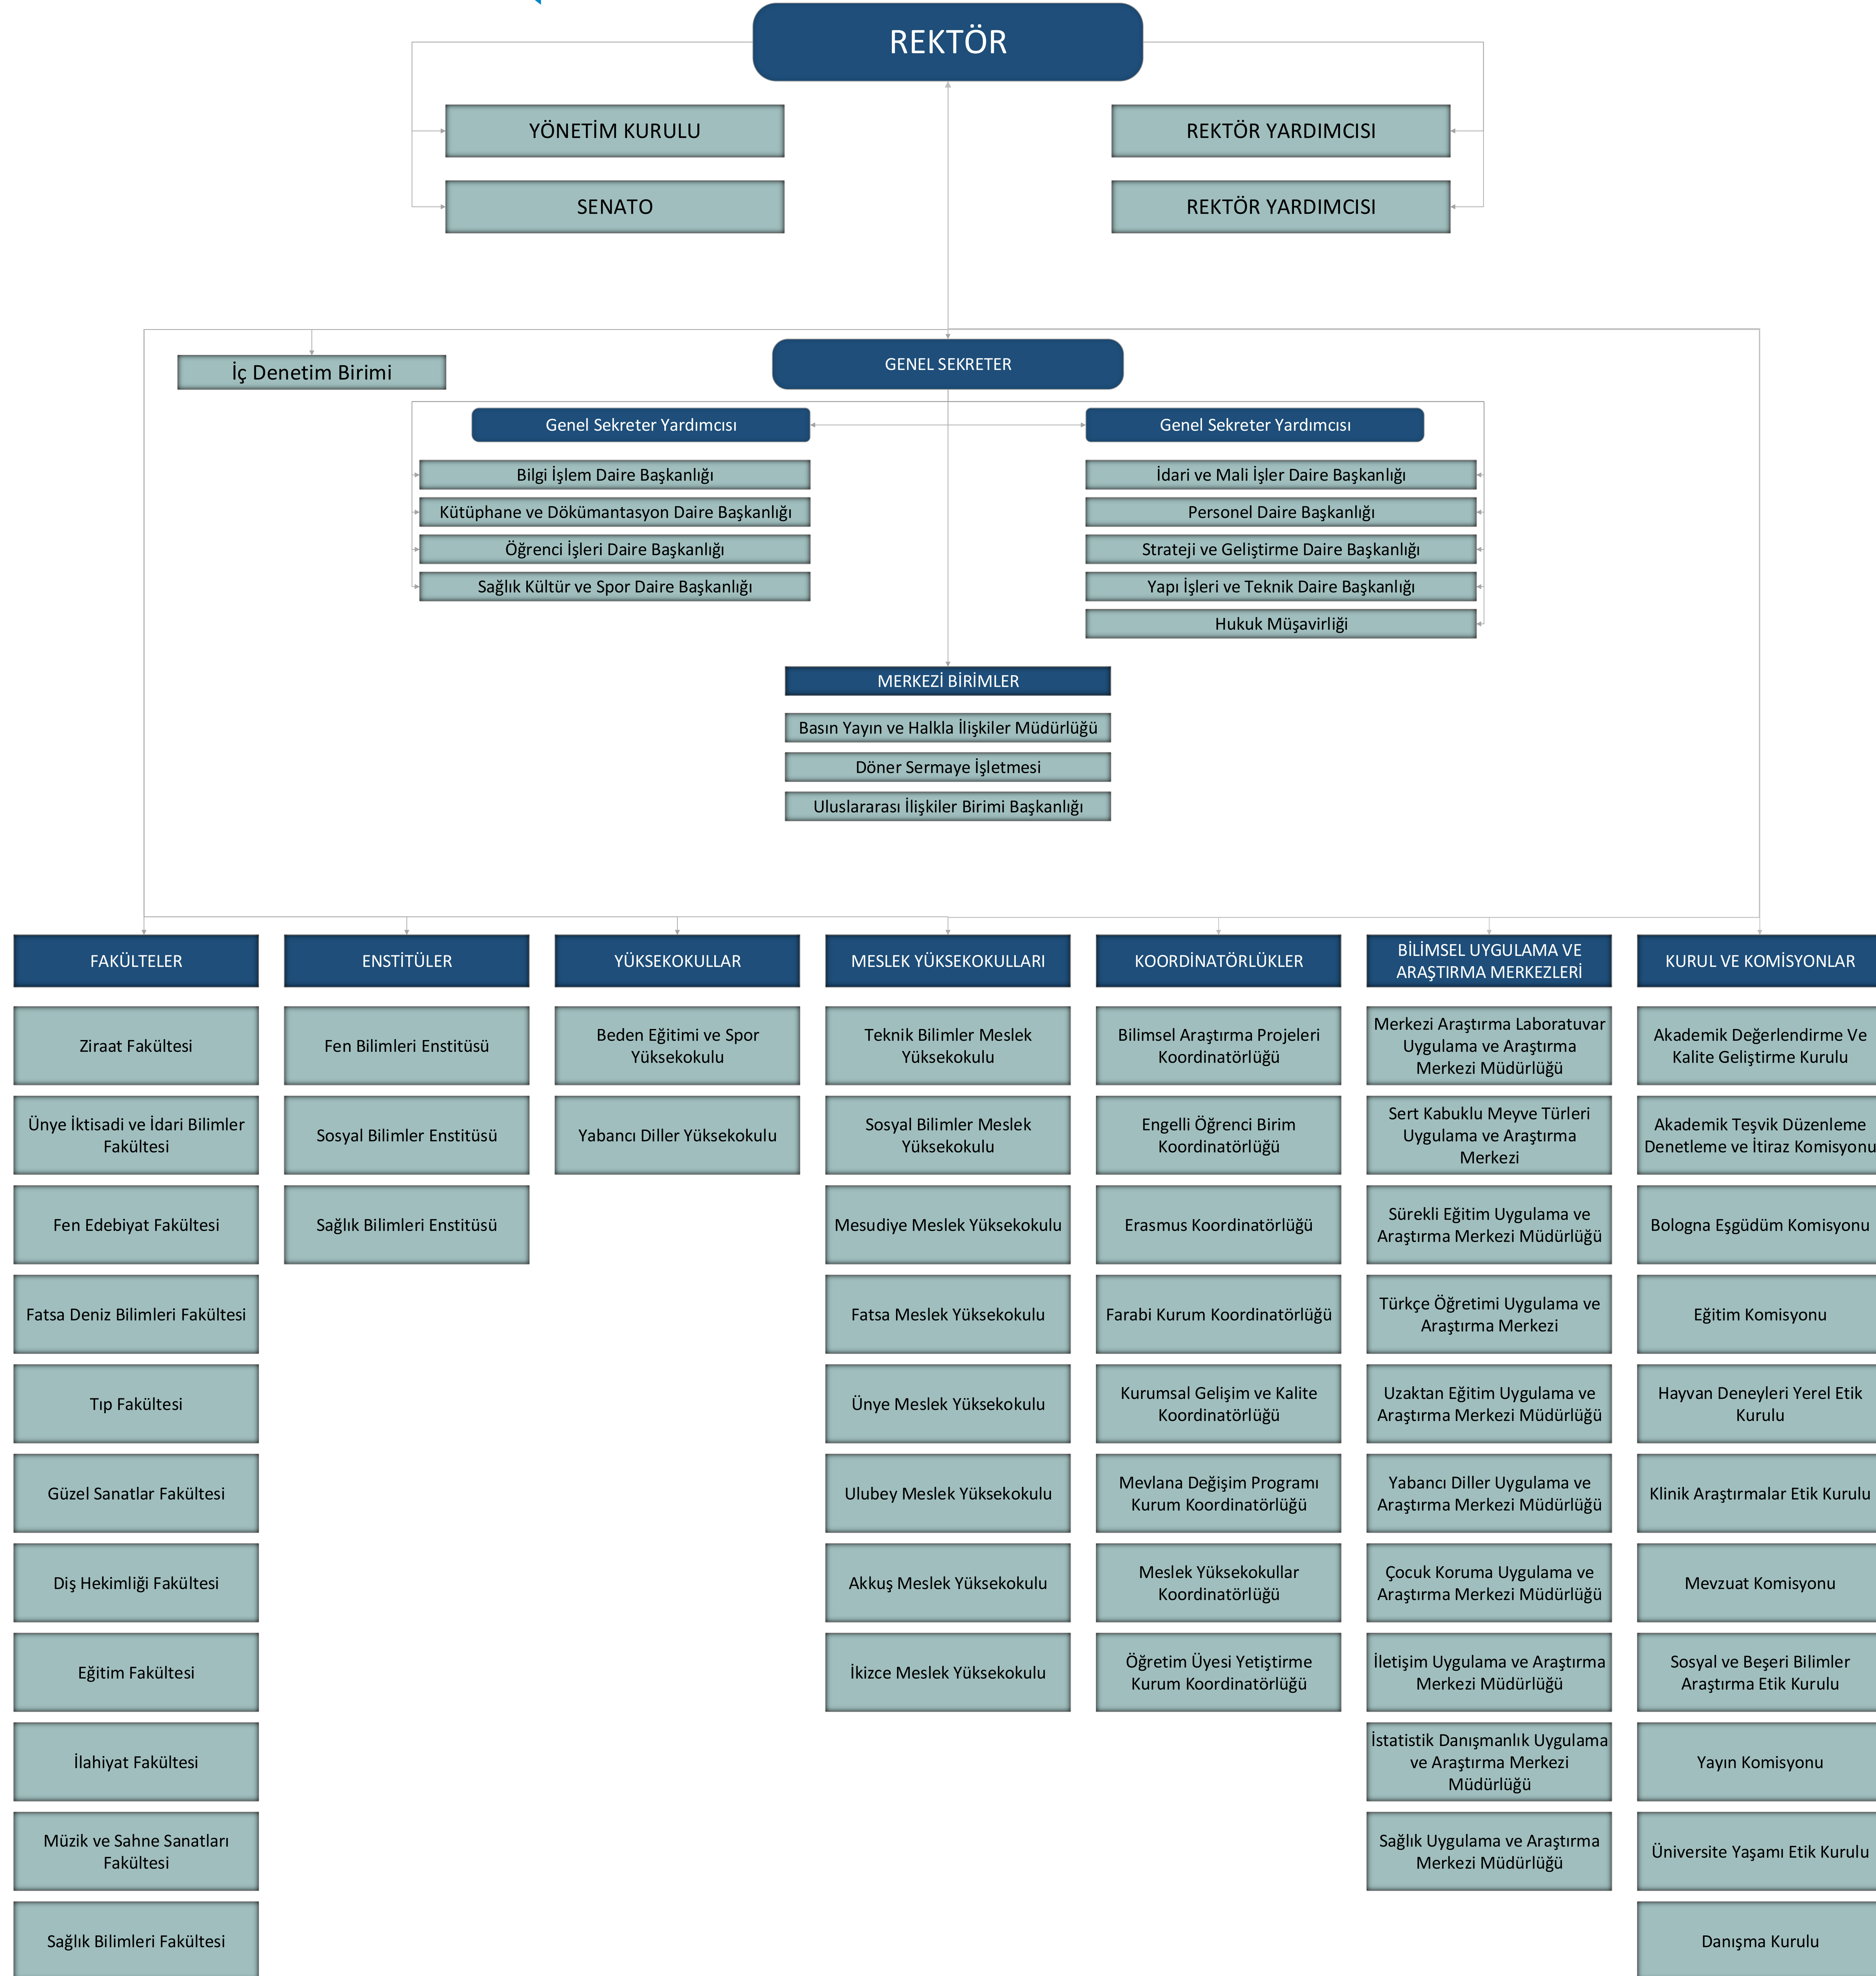 REKTÖR
YÖNETİM KURULU
SENATO
REKTÖR YARDIMCISI
REKTÖR YARDIMCISI
İç Denetim Birimi
GENEL SEKRETER
Genel Sekreter Yardımcısı
Bilgi İşlem Daire Başkanlığı
Kütüphane ve Dökümantasyon Daire Başkanlığı
Öğrenci İşleri Daire Başkanlığı
Sağlık Kültür ve Spor Daire Başkanlığı
Genel Sekreter Yardımcısı
İdari ve Mali İşler Daire Başkanlığı
Personel Daire Başkanlığı
Strateji ve Geliştirme Daire Başkanlığı
Yapı İşleri ve Teknik Daire Başkanlığı
Hukuk Müşavirliği
MERKEZİ BİRİMLER
Basın Yayın ve Halkla İlişkiler Müdürlüğü
Döner Sermaye İşletmesi
Uluslararası İlişkiler Birimi Başkanlığı
FAKÜLTELER
Ziraat Fakültesi
Ünye İktisadi ve İdari Bilimler
Fakültesi
Fen Edebiyat Fakültesi
Fatsa Deniz Bilimleri Fakültesi
Tıp Fakültesi
Güzel Sanatlar Fakültesi
Diş Hekimliği Fakültesi
Eğitim Fakültesi
İlahiyat Fakültesi
Müzik ve Sahne Sanatları
Fakültesi
Sağlık Bilimleri Fakültesi
ENSTİTÜLER
Fen Bilimleri Enstitüsü
Sosyal Bilimler Enstitüsü
Sağlık Bilimleri Enstitüsü
YÜKSEKOKULLAR
Beden Eğitimi ve Spor
Yüksekokulu
Yabancı Diller Yüksekokulu
MESLEK YÜKSEKOKULLARI
Teknik Bilimler Meslek
Yüksekokulu
Sosyal Bilimler Meslek
Yüksekokulu
Mesudiye Meslek Yüksekokulu
Fatsa Meslek Yüksekokulu
Ünye Meslek Yüksekokulu
Ulubey Meslek Yüksekokulu
Akkuş Meslek Yüksekokulu
İkizce Meslek Yüksekokulu
KOORDİNATÖRLÜKLER
Bilimsel Araştırma Projeleri
Koordinatörlüğü
Engelli Öğrenci Birim
Koordinatörlüğü
Erasmus Koordinatörlüğü
Farabi Kurum Koordinatörlüğü
Kurumsal Gelişim ve Kalite
Koordinatörlüğü
Mevlana Değişim Programı
Kurum Koordinatörlüğü
Meslek Yüksekokullar
Koordinatörlüğü
Öğretim Üyesi Yetiştirme
Kurum Koordinatörlüğü
BİLİMSEL UYGULAMA VE
ARAŞTIRMA MERKEZLERİ
Merkezi Araştırma Laboratuvar
Uygulama ve Araştırma
Merkezi Müdürlüğü
Sert Kabuklu Meyve Türleri
Uygulama ve Araştırma
Merkezi
Sürekli Eğitim Uygulama ve
Araştırma Merkezi Müdürlüğü
Türkçe Öğretimi Uygulama ve
Araştırma Merkezi
Uzaktan Eğitim Uygulama ve
Araştırma Merkezi Müdürlüğü
Yabancı Diller Uygulama ve
Araştırma Merkezi Müdürlüğü
Çocuk Koruma Uygulama ve
Araştırma Merkezi Müdürlüğü
İletişim Uygulama ve Araştırma
Merkezi Müdürlüğü
İstatistik Danışmanlık Uygulama
ve Araştırma Merkezi
Müdürlüğü
Sağlık Uygulama ve Araştırma
Merkezi Müdürlüğü
KURUL VE KOMİSYONLAR
Akademik Değerlendirme Ve
Kalite Geliştirme Kurulu
Akademik Teşvik Düzenleme
Denetleme ve İtiraz Komisyonu
Bologna Eşgüdüm Komisyonu
Eğitim Komisyonu
Hayvan Deneyleri Yerel Etik
Kurulu
Klinik Araştırmalar Etik Kurulu
Mevzuat Komisyonu
Sosyal ve Beşeri Bilimler
Araştırma Etik Kurulu
Yayın Komisyonu
Üniversite Yaşamı Etik Kurulu
Danışma Kurulu